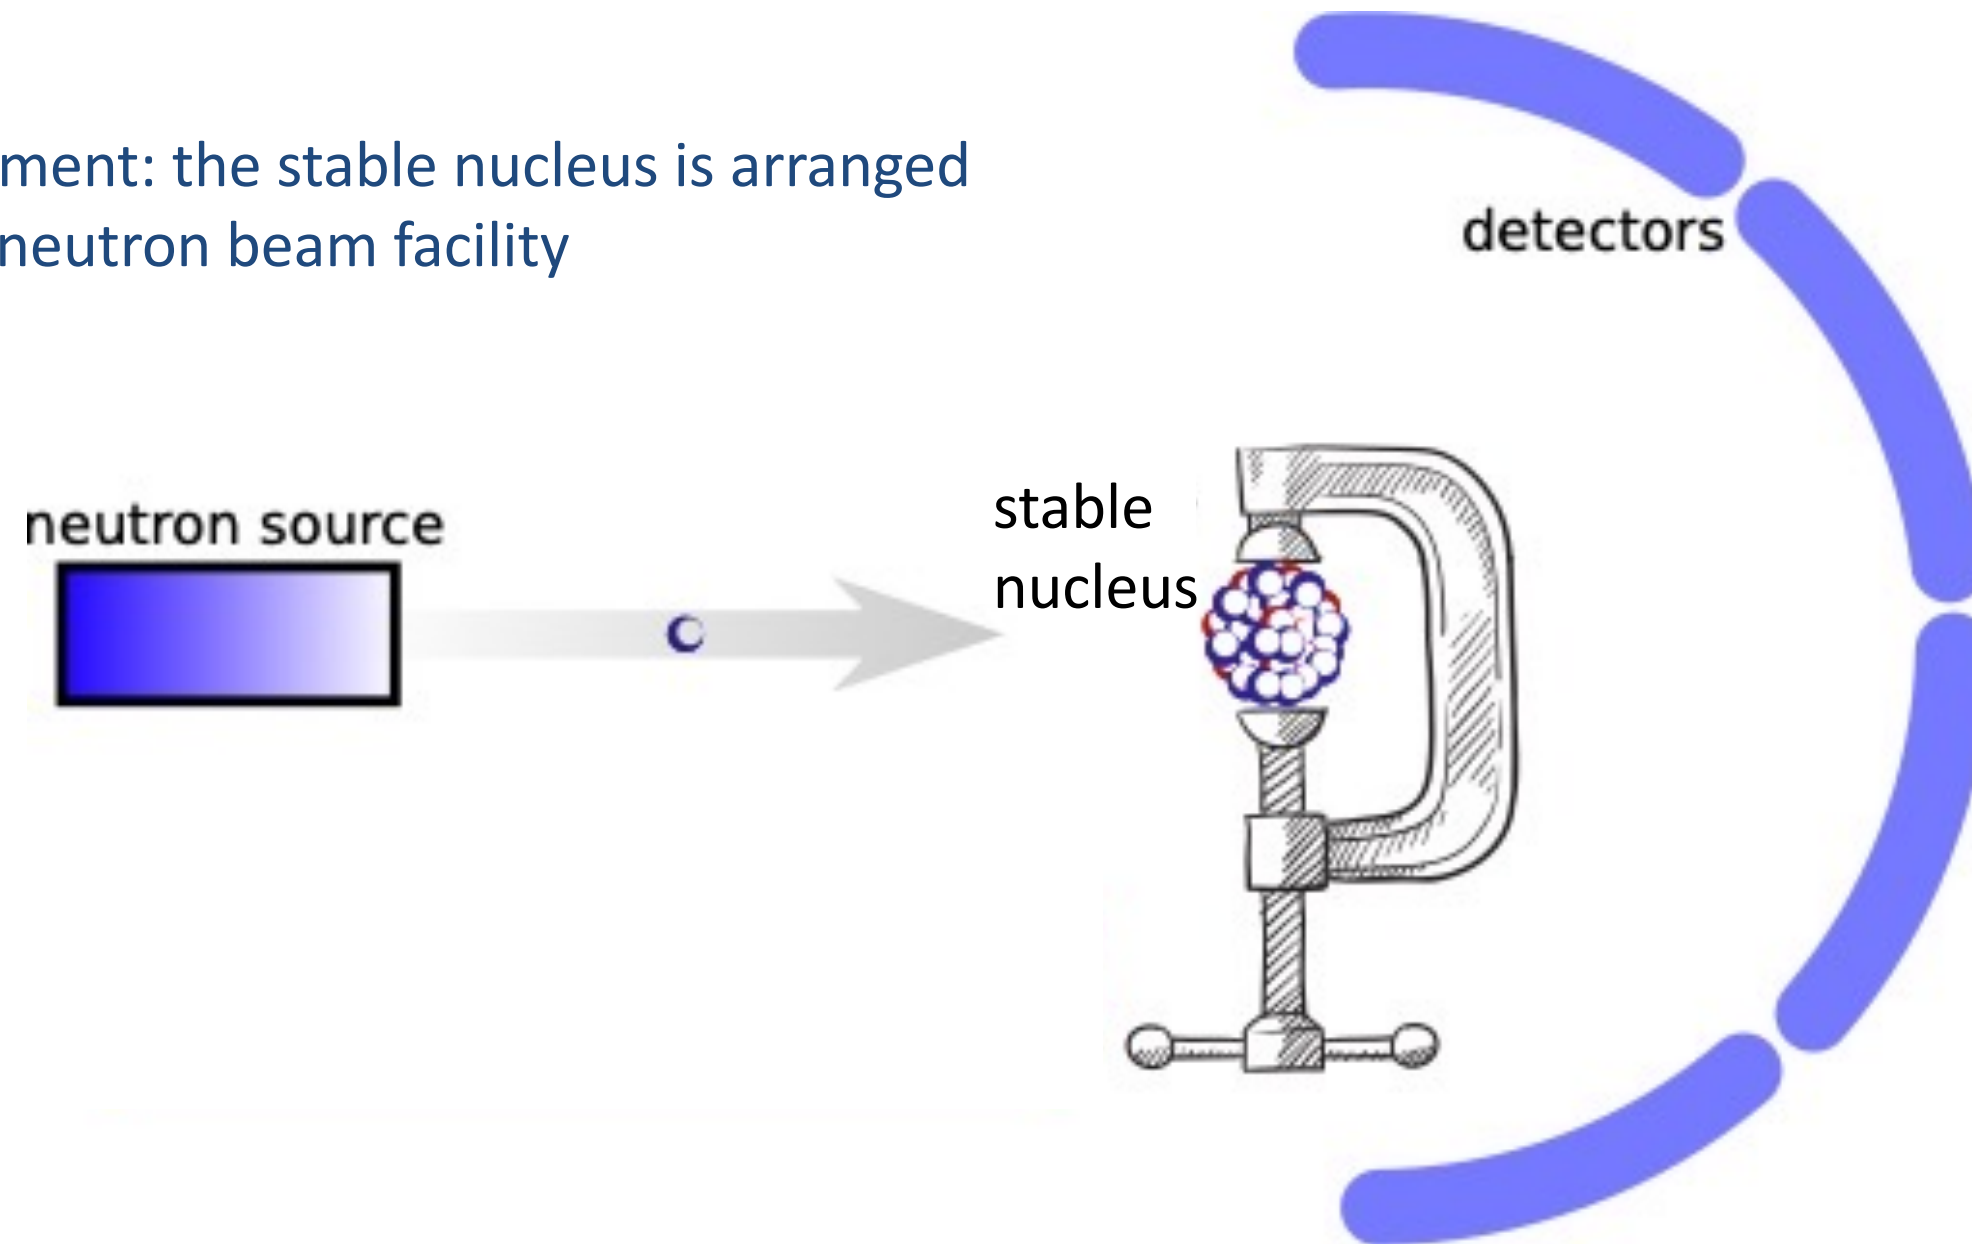 ment: the stable nucleus is arranged
neutron beam facility
detectors
stable
nucleus
neutron source